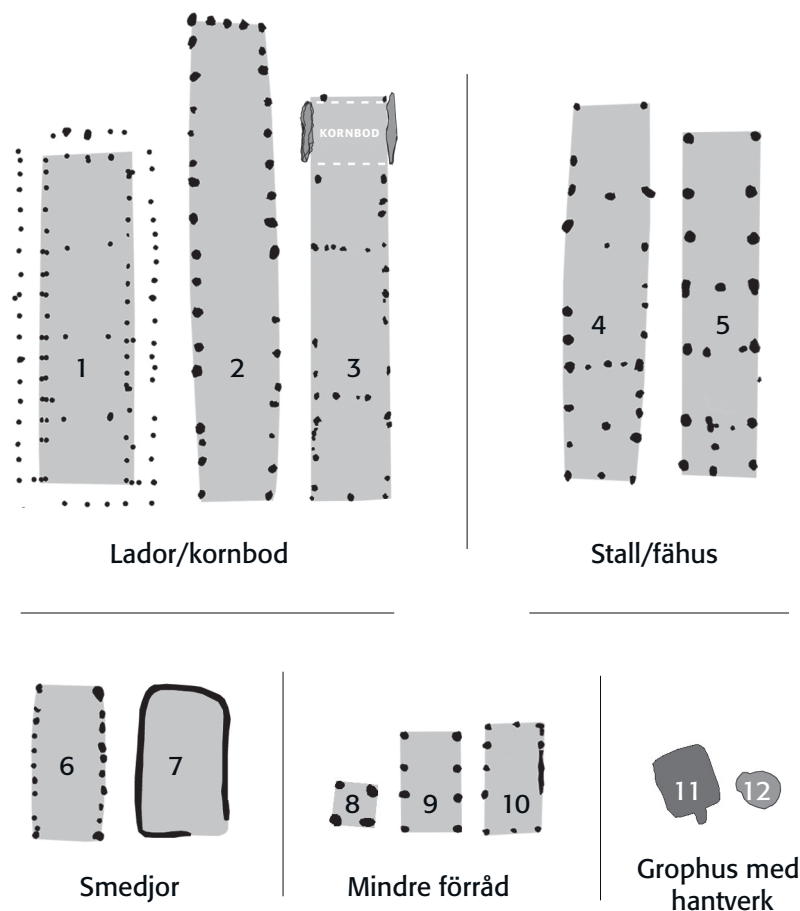 KORNBOD
1
2
3
4
5
Lador/kornbod
Stall/fähus
6
7
8
9
10
11
12
Smedjor
Mindre förråd
Grophus med
hantverk